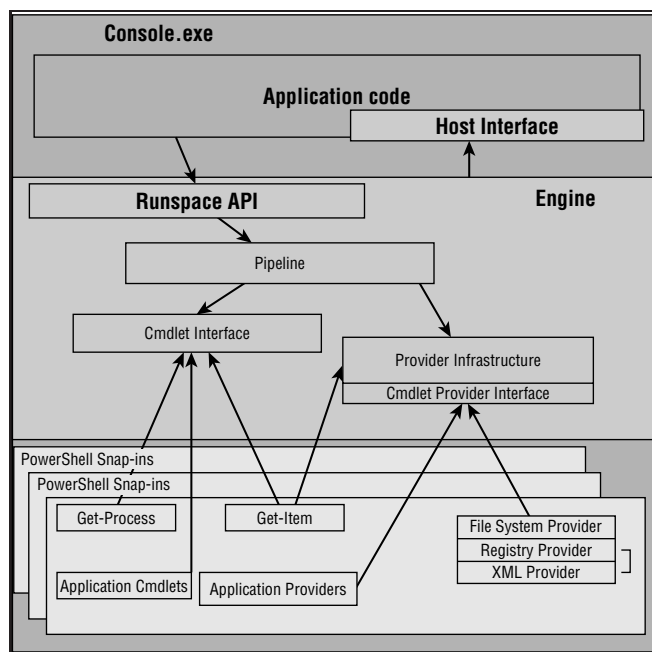 Console.exe
Application code
Host Interface
Runspace API
Engine
Pipeline
Cmdlet Interface
Provider Infrastructure
Cmdlet Provider Interface
PowerShell Snap-ins
PowerShell Snap-ins
Get-Process
Get-Item
File System Provider
Registry Provider
XML Provider
Application Cmdlets
Application Providers